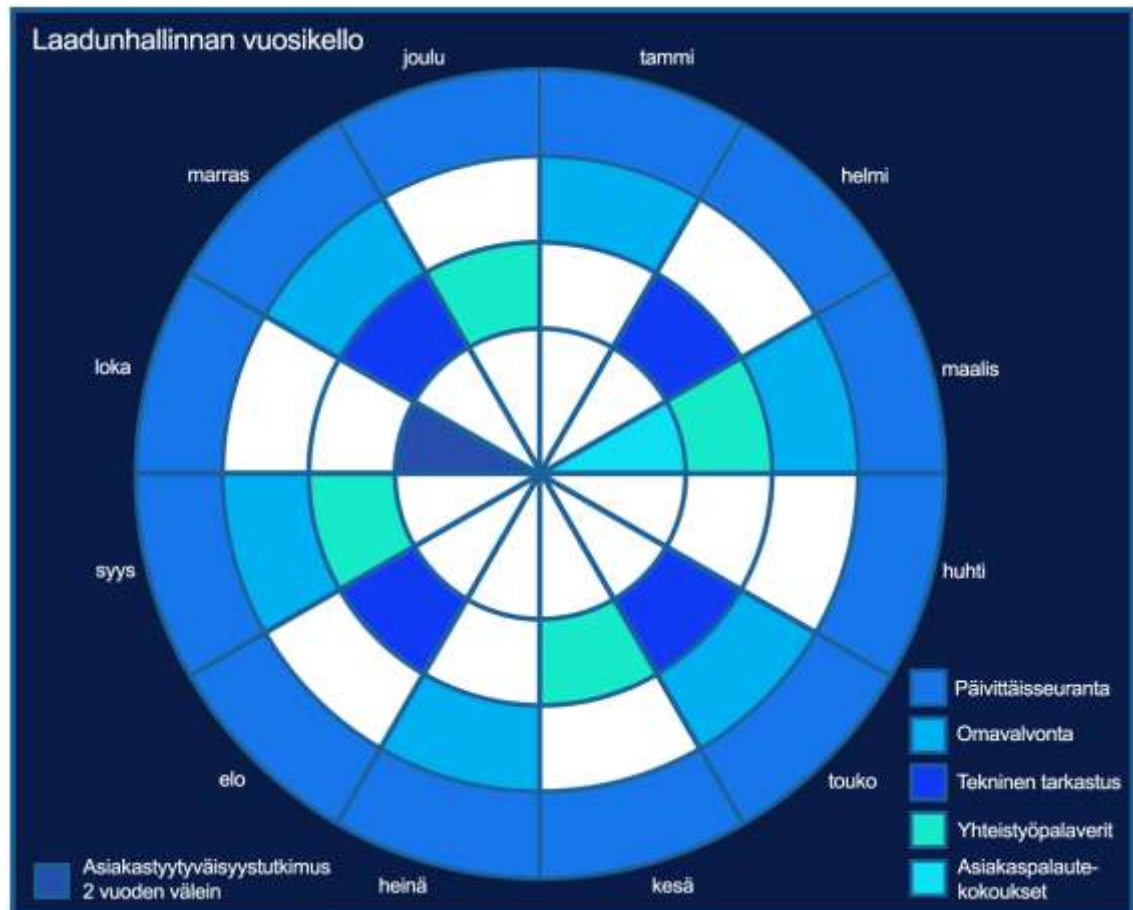 Laadunhallinnan vuosikello
joulu
tammi
marras
helmi
loka
maalis
syys
huhti
elo
touko
heinä
kesä
Päivittäisseuranta
Omavalvonta
Tekninen tarkastus
Yhteistyöpalaverit
Asiakaspalaute-
kokoukset
Asiakastyytyväisyystutkimus
2 vuoden välein